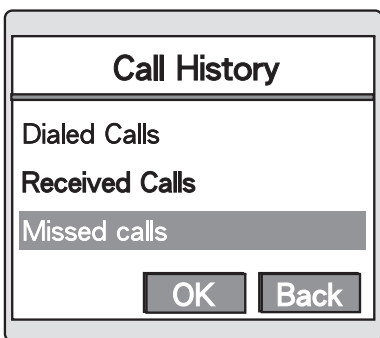 Call History
Dialed Calls
Received Calls
Missed calls
OK Back